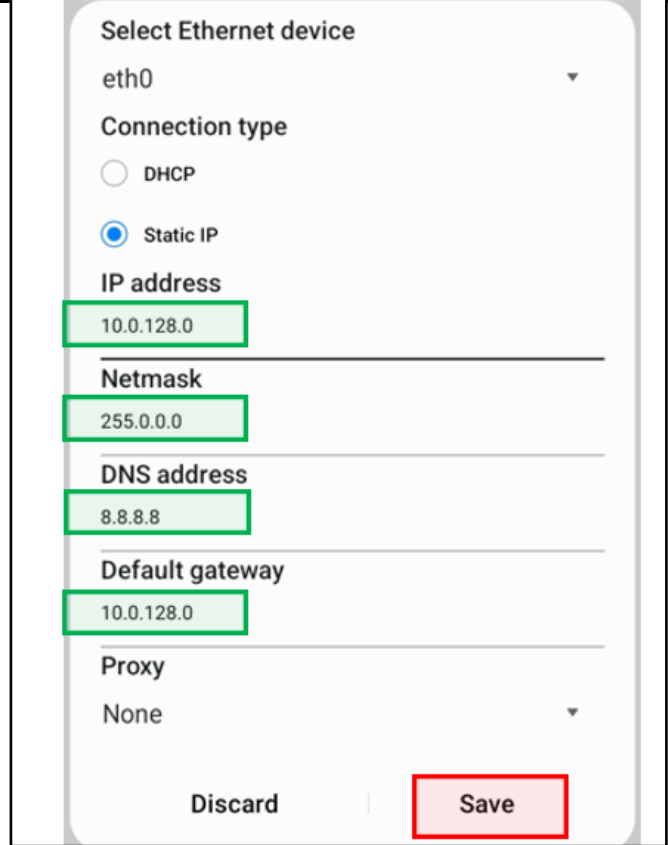 Select Ethernet device
eth0
Connection type
DHCP
Static IP
IP address
10.0.128.0
Netmask
255.0.0.0
DNS address
8.8.8.8
Default gateway
10.0.128.0
Proxy
None
Discard Save